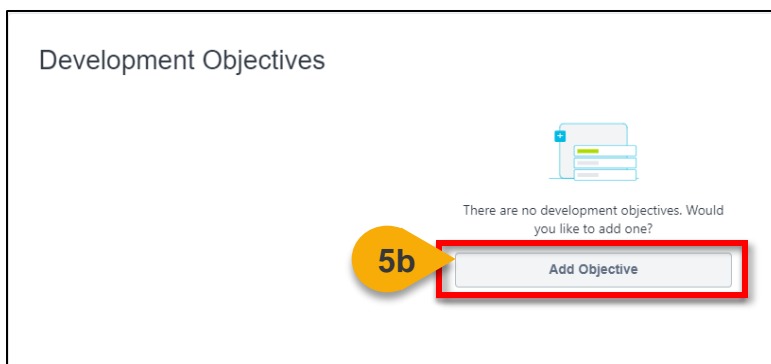 Development Objectives
There are no development objectives. Would
you like to add one?
5b
Add Objective